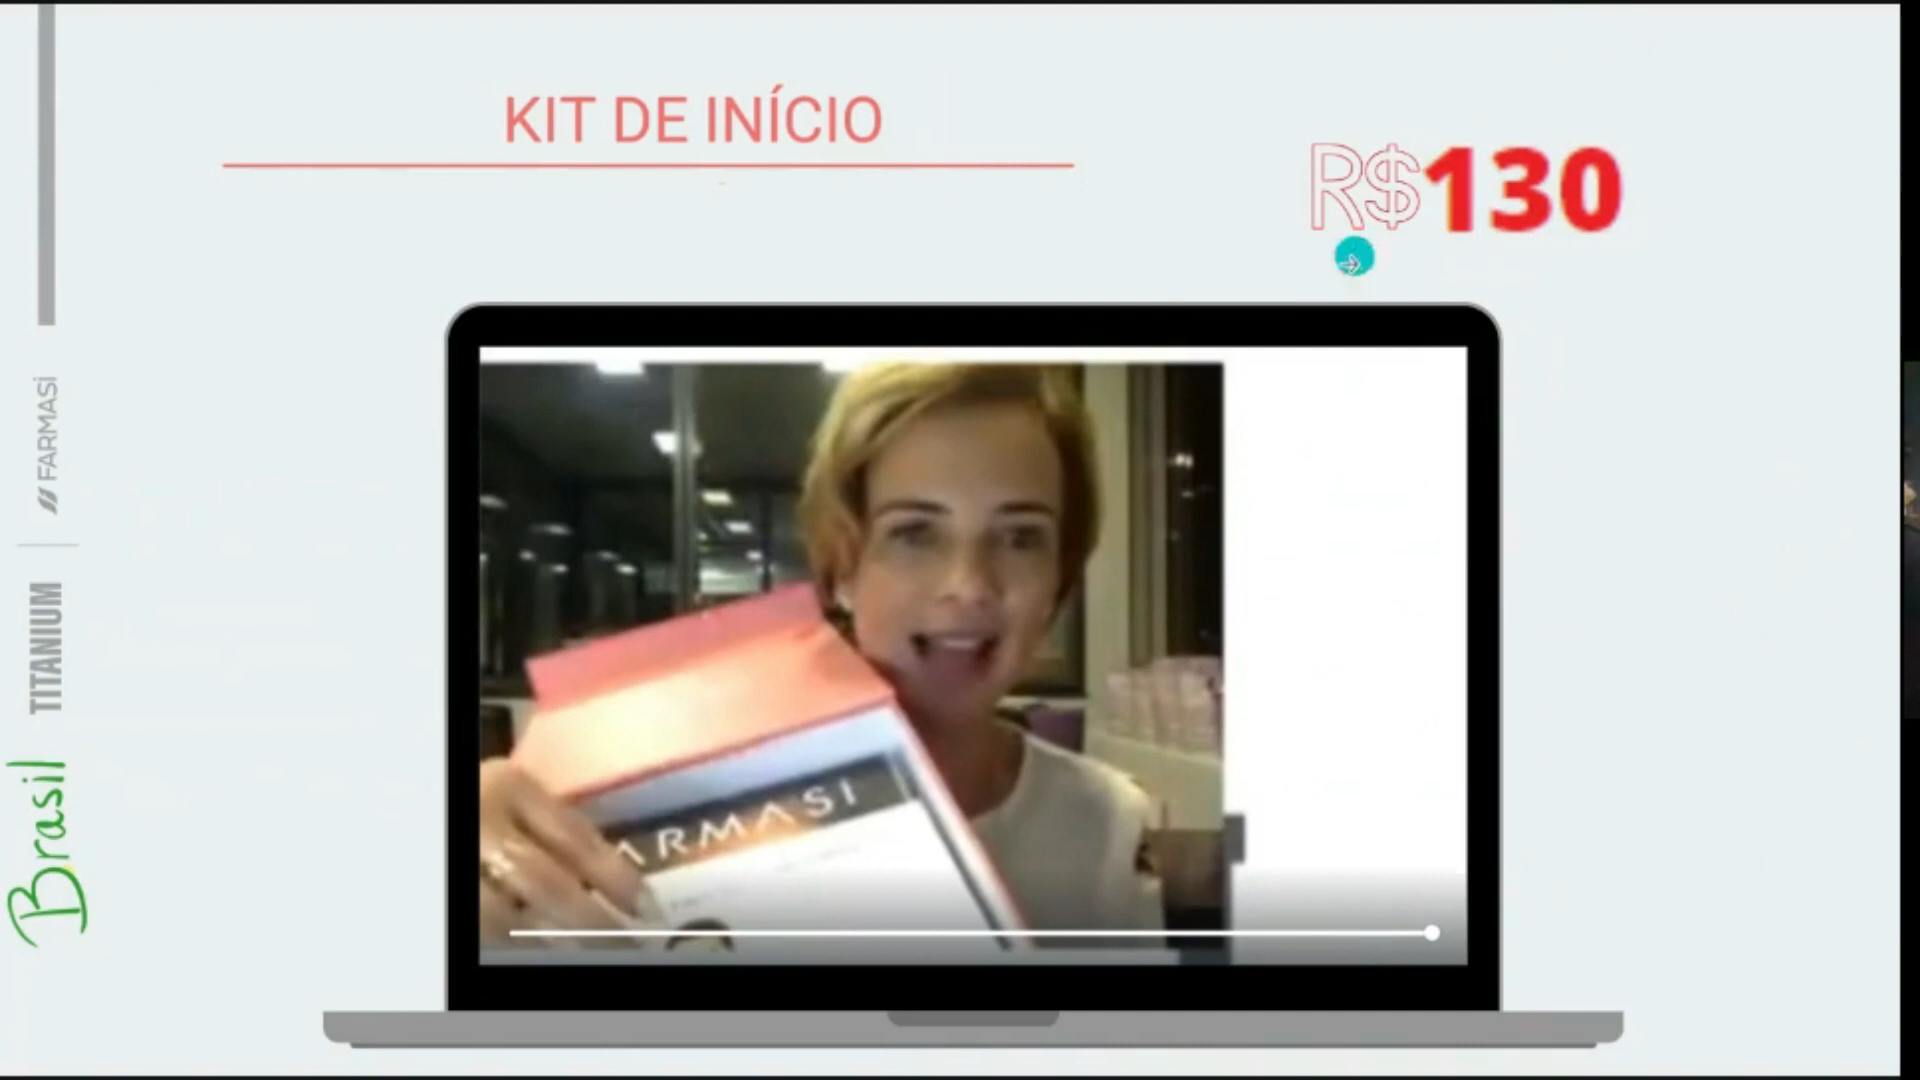 KIT DE INÍCIO
R$130
FARMASi
TITANIUM
Brasil
ARMASI